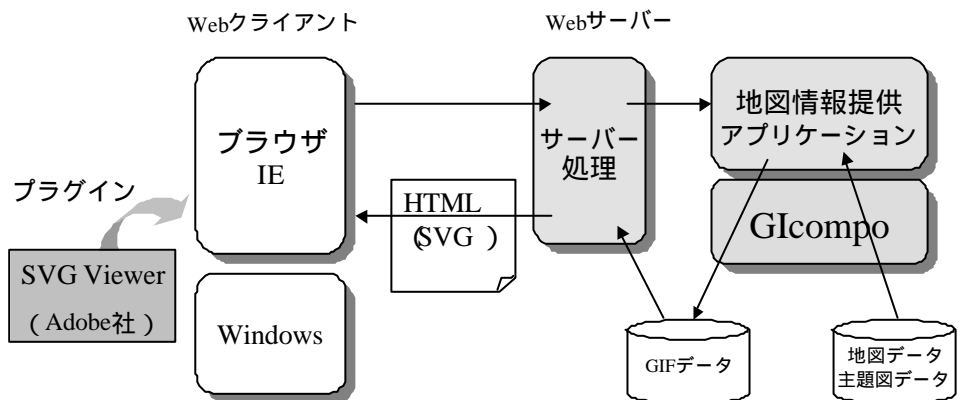 Webクライアント
Webサーバー
ブラウザ
IE
サーバー
処理
地図情報提供
アプリケーション
プラグイン
HTML
(SVG )
GIcompo
SVG Viewer
(Adobe社)
Windows
GIFデータ
地図データ
主題図データ